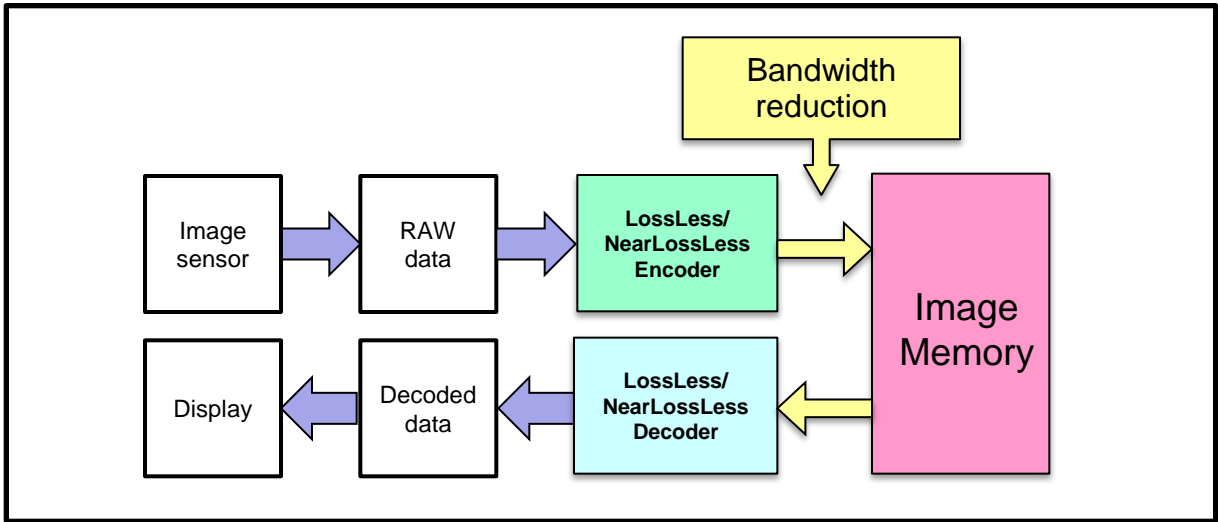 Bandwidth
reduction
Image
sensor
RAW
data
LossLess/
NearLossLess
Encoder
Image
Memory
Display
Decoded
data
LossLess/
NearLossLess
Decoder